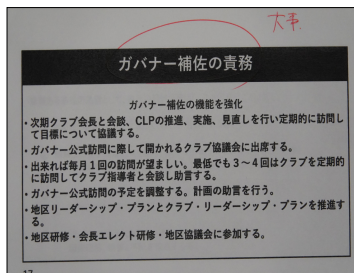 大事
ガバナー補佐の責務
ガバナー補佐の機能を強化
・次期クラブ会長と会談、CLPの推進、実施、見直しを行い定期的に訪問し
て目標について協議する。
・ガバナー公式訪問に際して開かれるクラブ協議会に出席する。
・出来れば毎月1回の訪問が望ましい。最低でも3~4回はクラブを定期的
に訪問してクラブ指導者と会談し助言する。
・ガバナー公式訪問の予定を調整する。計画の助言を行う。
・地区リーダーシップ・プランとクラブ・リーダーシップ・プランを推進す
る。
・地区研修・会長エレクト研修・地区協議会に参加する。
17